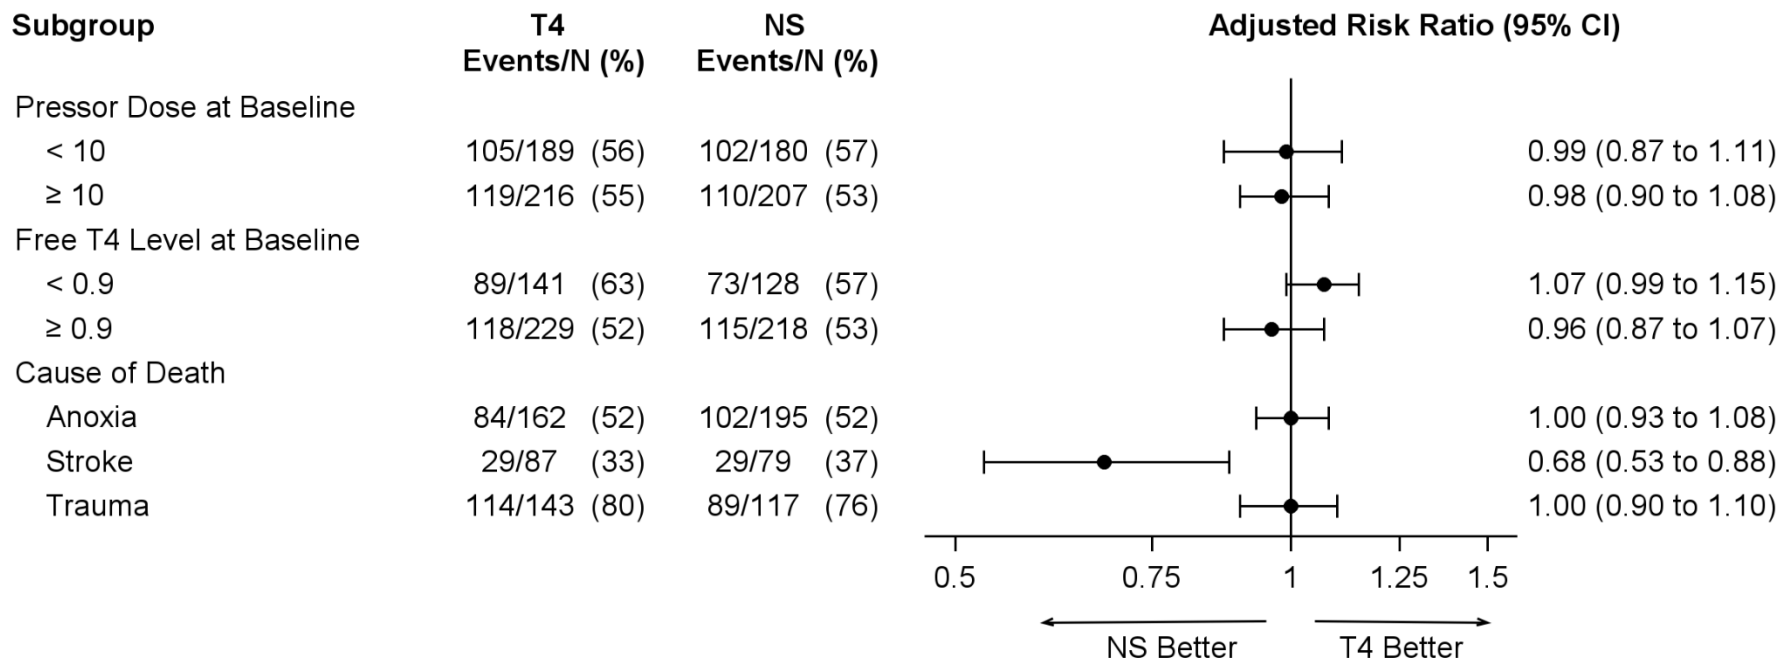 Subgroup T4 NS Adjusted Risk Ratio (95% CI)
Events/N (%) Events/N (%)
Pressor Dose at Baseline
< 10 105/189 (56) 102/180 (57) 0.99 (0.87 to 1.11)
≥ 10 119/216 (55) 110/207 (53) 0.98 (0.90 to 1.08)
Free T4 Level at Baseline
< 0.9 89/141 (63) 73/128 (57) 1.07 (0.99 to 1.15)
≥ 0.9 118/229 (52) 115/218 (53) 0.96 (0.87 to 1.07)
Cause of Death
Anoxia 84/162 (52) 102/195 (52) 1.00 (0.93 to 1.08)
Stroke 29/87 (33) 29/79 (37) 0.68 (0.53 to 0.88)
Trauma 114/143 (80) 89/117 (76) 1.00 (0.90 to 1.10)
0.5 0.75 1 1.25 1.5
NS Better T4 Better